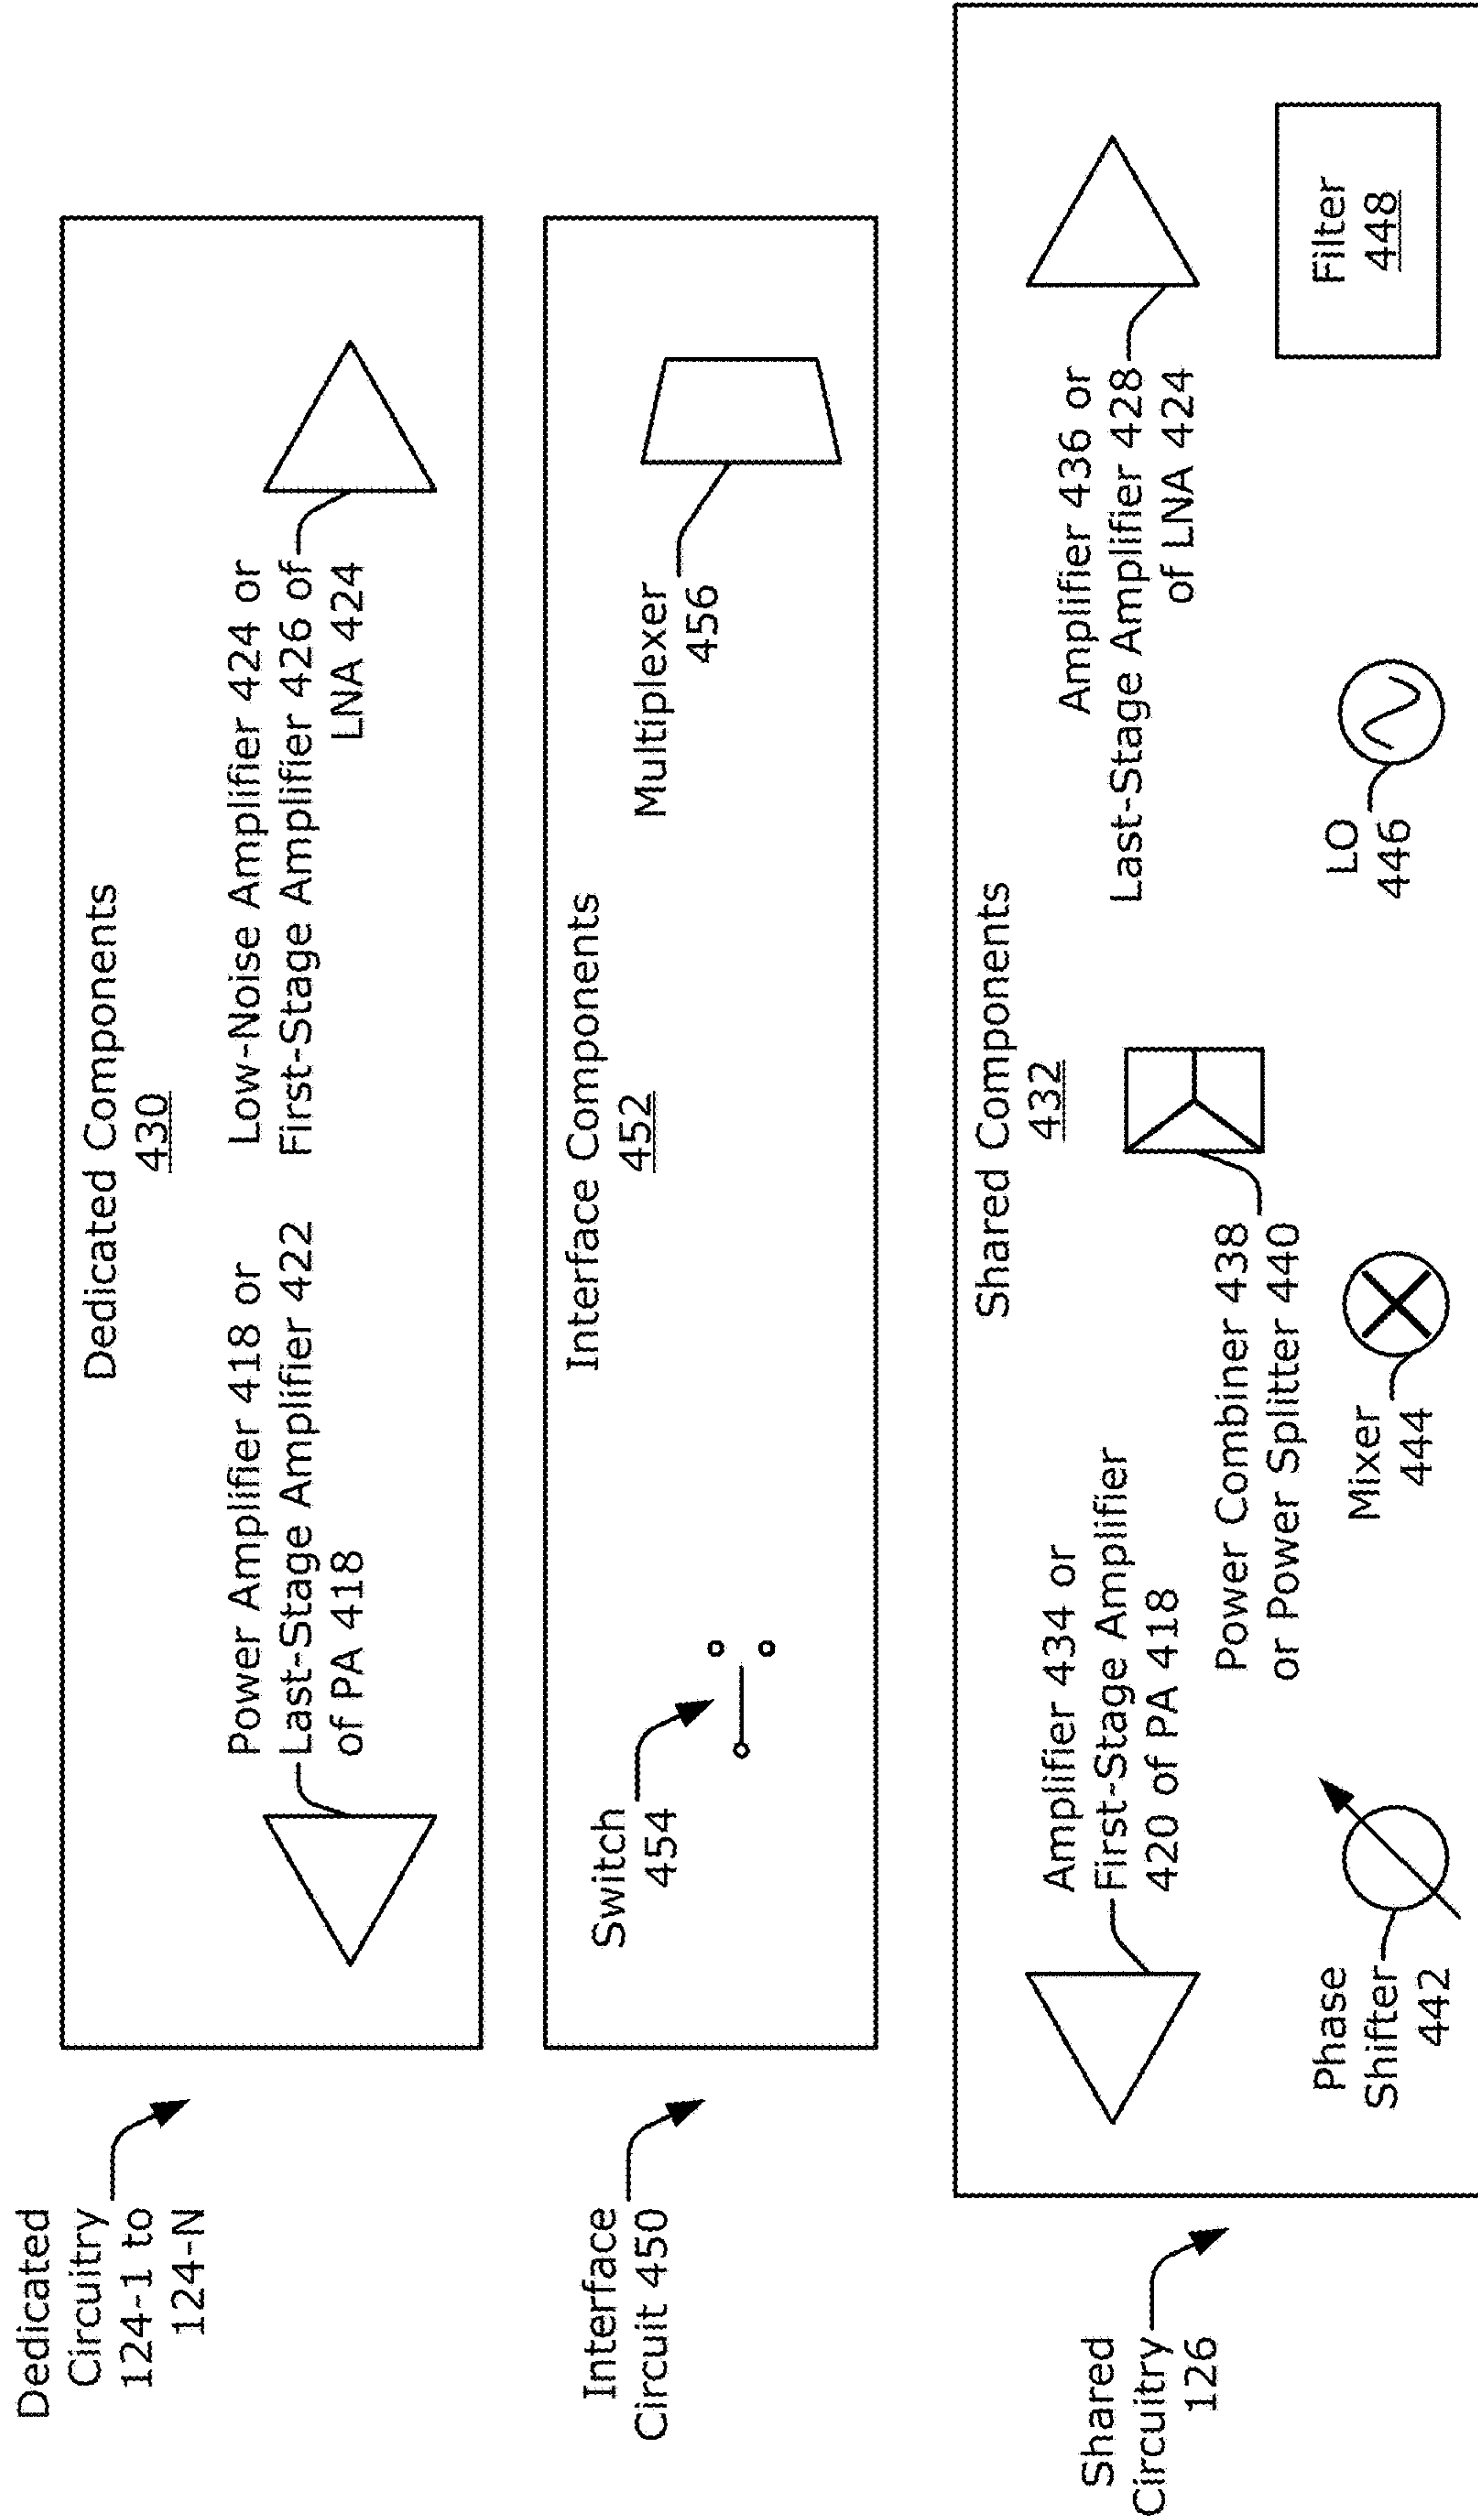 Dedicated
Circuitry
124-1 to
124-N
Dedicated Components
430
Power Amplifier 418 or
Last-Stage Amplifier 422
of PA 418
Low-Noise Amplifier 424 or
First-Stage Amplifier 426 of
LNA 424
Interface
Circuit 450
Interface Components
452
Switch
454
Multiplexer
456
Shared
Circuitry
126
Shared Components
432
Amplifier 434 or
First-Stage Amplifier
420 of PA 418
Power Combiner 438
or Power Splitter 440
Amplifier 436 or
Last-Stage Amplifier 428
of LNA 424
Phase
Shifter
442
Mixer
444
LO
446
Filter
448